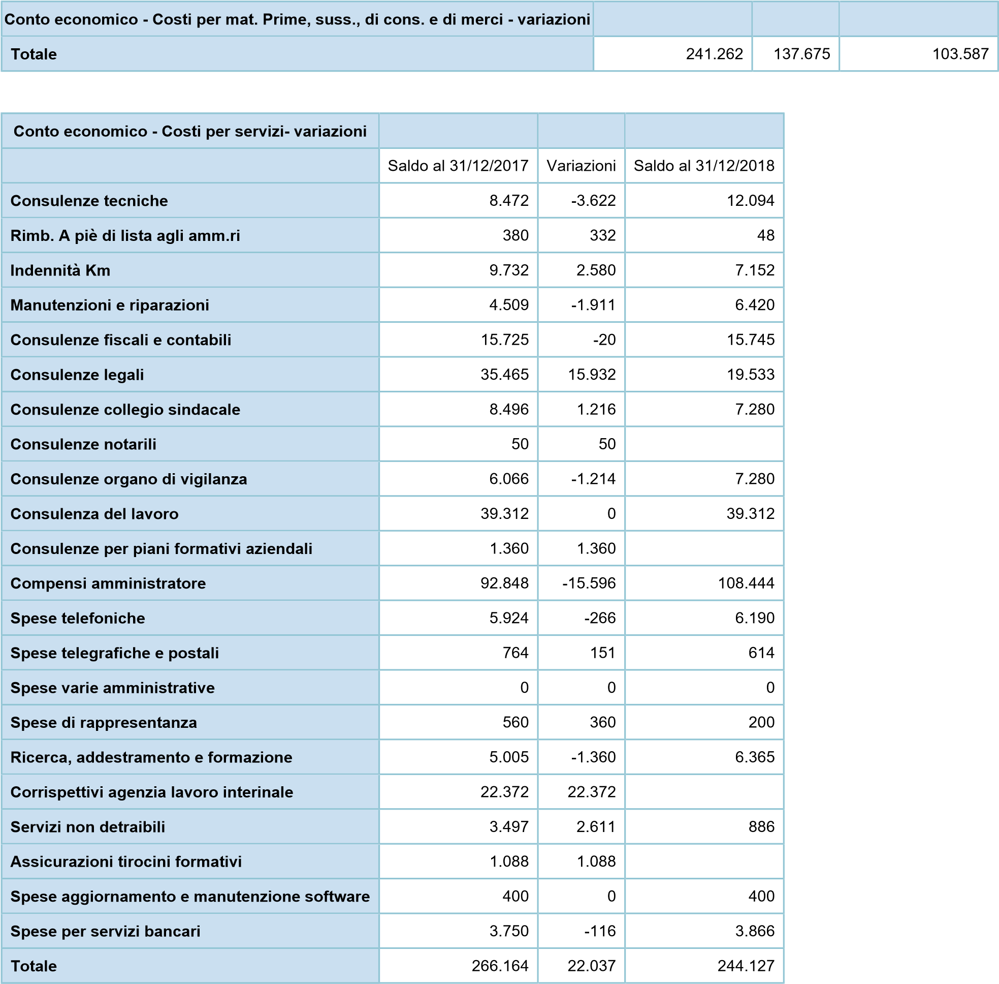 Conto economico - Costi per mat. Prime, suss., di cons. e di merci - variazioni
Totale 241.262 137.675 103.587
Conto economico - Costi per servizi- variazioni
Saldo al 31/12/2017 Variazioni Saldo al 31/12/2018
Consulenze tecniche 8.472 -3.622 12.094
Rimb. A piè di lista agli amm.ri 380 332 48
Indennità Km 9.732 2.580 7.152
Manutenzioni e riparazioni 4.509 -1.911 6.420
Consulenze fiscali e contabili 15.725 -20 15.745
Consulenze legali 35.465 15.932 19.533
Consulenze collegio sindacale 8.496 1.216 7.280
Consulenze notarili 50 50
Consulenze organo di vigilanza 6.066 -1.214 7.280
Consulenza del lavoro 39.312 0 39.312
Consulenze per piani formativi aziendali 1.360 1.360
Compensi amministratore 92.848 -15.596 108.444
Spese telefoniche 5.924 -266 6.190
Spese telegrafiche e postali 764 151 614
Spese varie amministrative 0 0 0
Spese di rappresentanza 560 360 200
Ricerca, addestramento e formazione 5.005 -1.360 6.365
Corrispettivi agenzia lavoro interinale 22.372 22.372
Servizi non detraibili 3.497 2.611 886
Assicurazioni tirocini formativi 1.088 1.088
Spese aggiornamento e manutenzione software 400 0 400
Spese per servizi bancari 3.750 -116 3.866
Totale 266.164 22.037 244.127